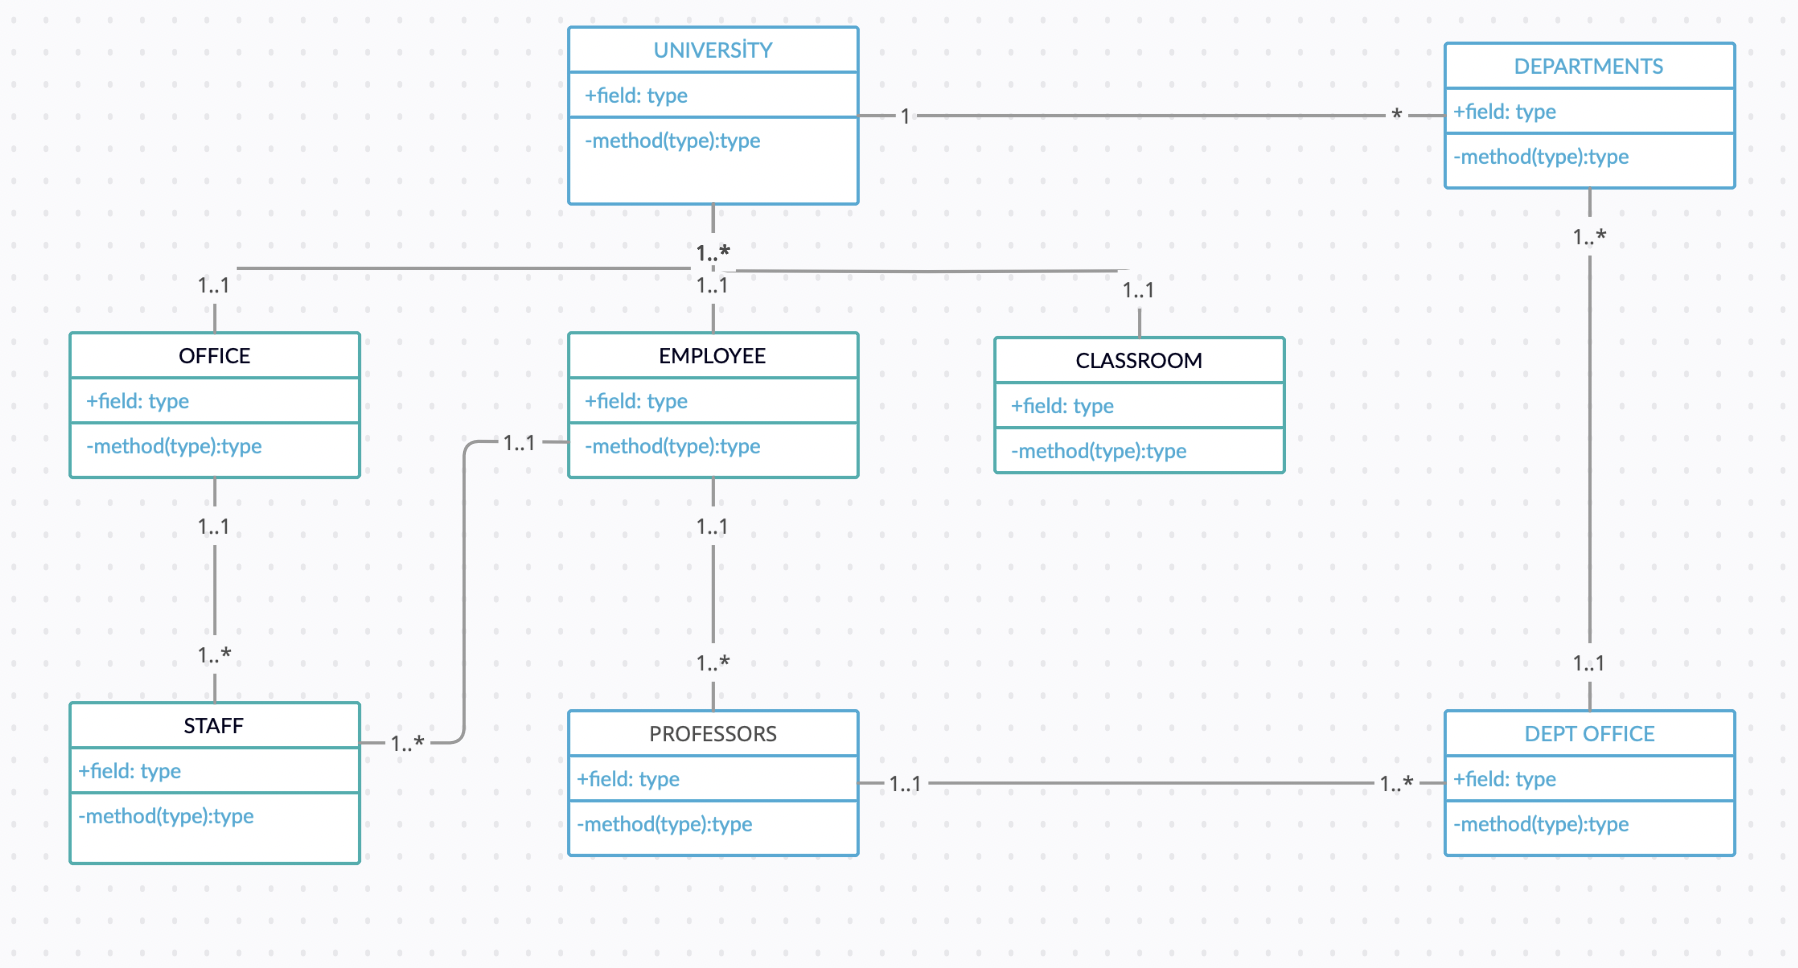 UNIVERSİTY
+field: type
-method(type):type
DEPARTMENTS
+field: type
-method(type):type
1
*
1..*
1..*
1..1
1..1
1..1
OFFICE
+field: type
-method(type):type
EMPLOYEE
+field: type
-method(type):type
CLASSROOM
+field: type
-method(type):type
1..1
1..1
1..1
1..*
1..*
1..1
STAFF
+field: type
-method(type):type
1..*
PROFESSORS
+field: type
-method(type):type
1..1
1..*
DEPT OFFICE
+field: type
-method(type):type